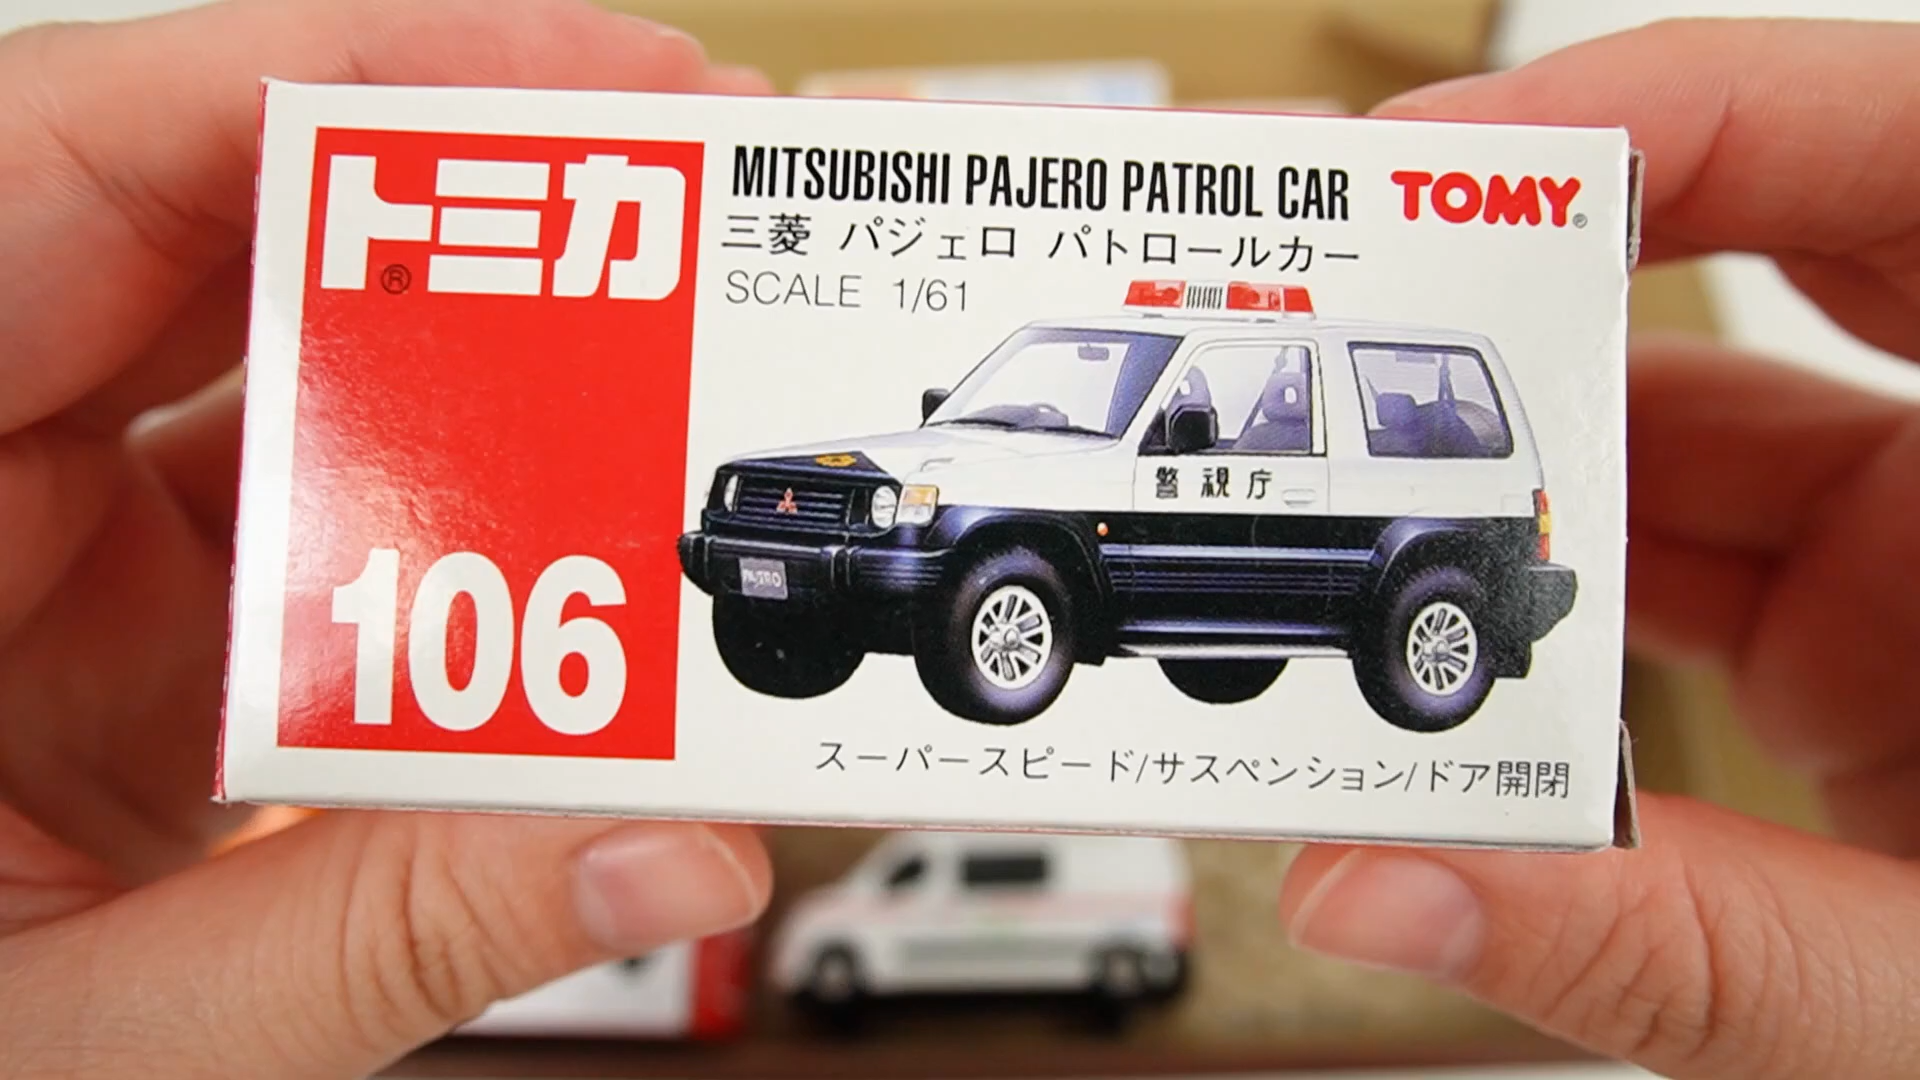 トミカ®
106
MITSUBISHI PAJERO PATROL CAR
三菱 パジェロ パトロールカー
SCALE 1/61
TOMY®
警視庁
PAJERO
スーパースピード/サスペンション/ドア開閉